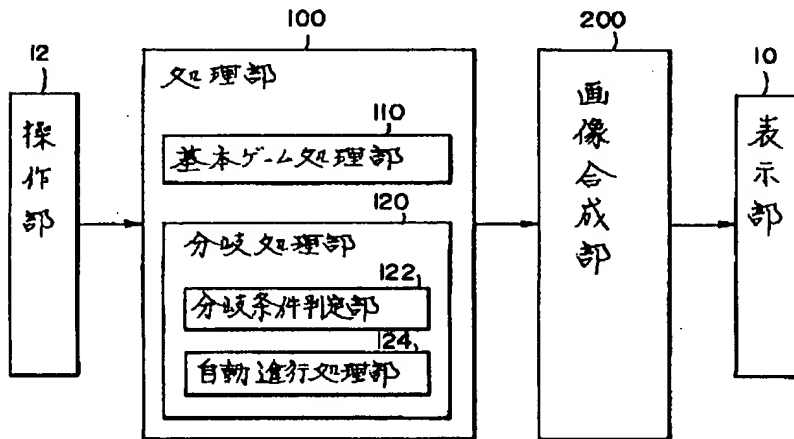 12
操作部
100
処理部
110
基本ゲーム処理部
120
分岐処理部
122
分岐条件判定部
124
自動進行処理部
200
画像合成部
10
表示部